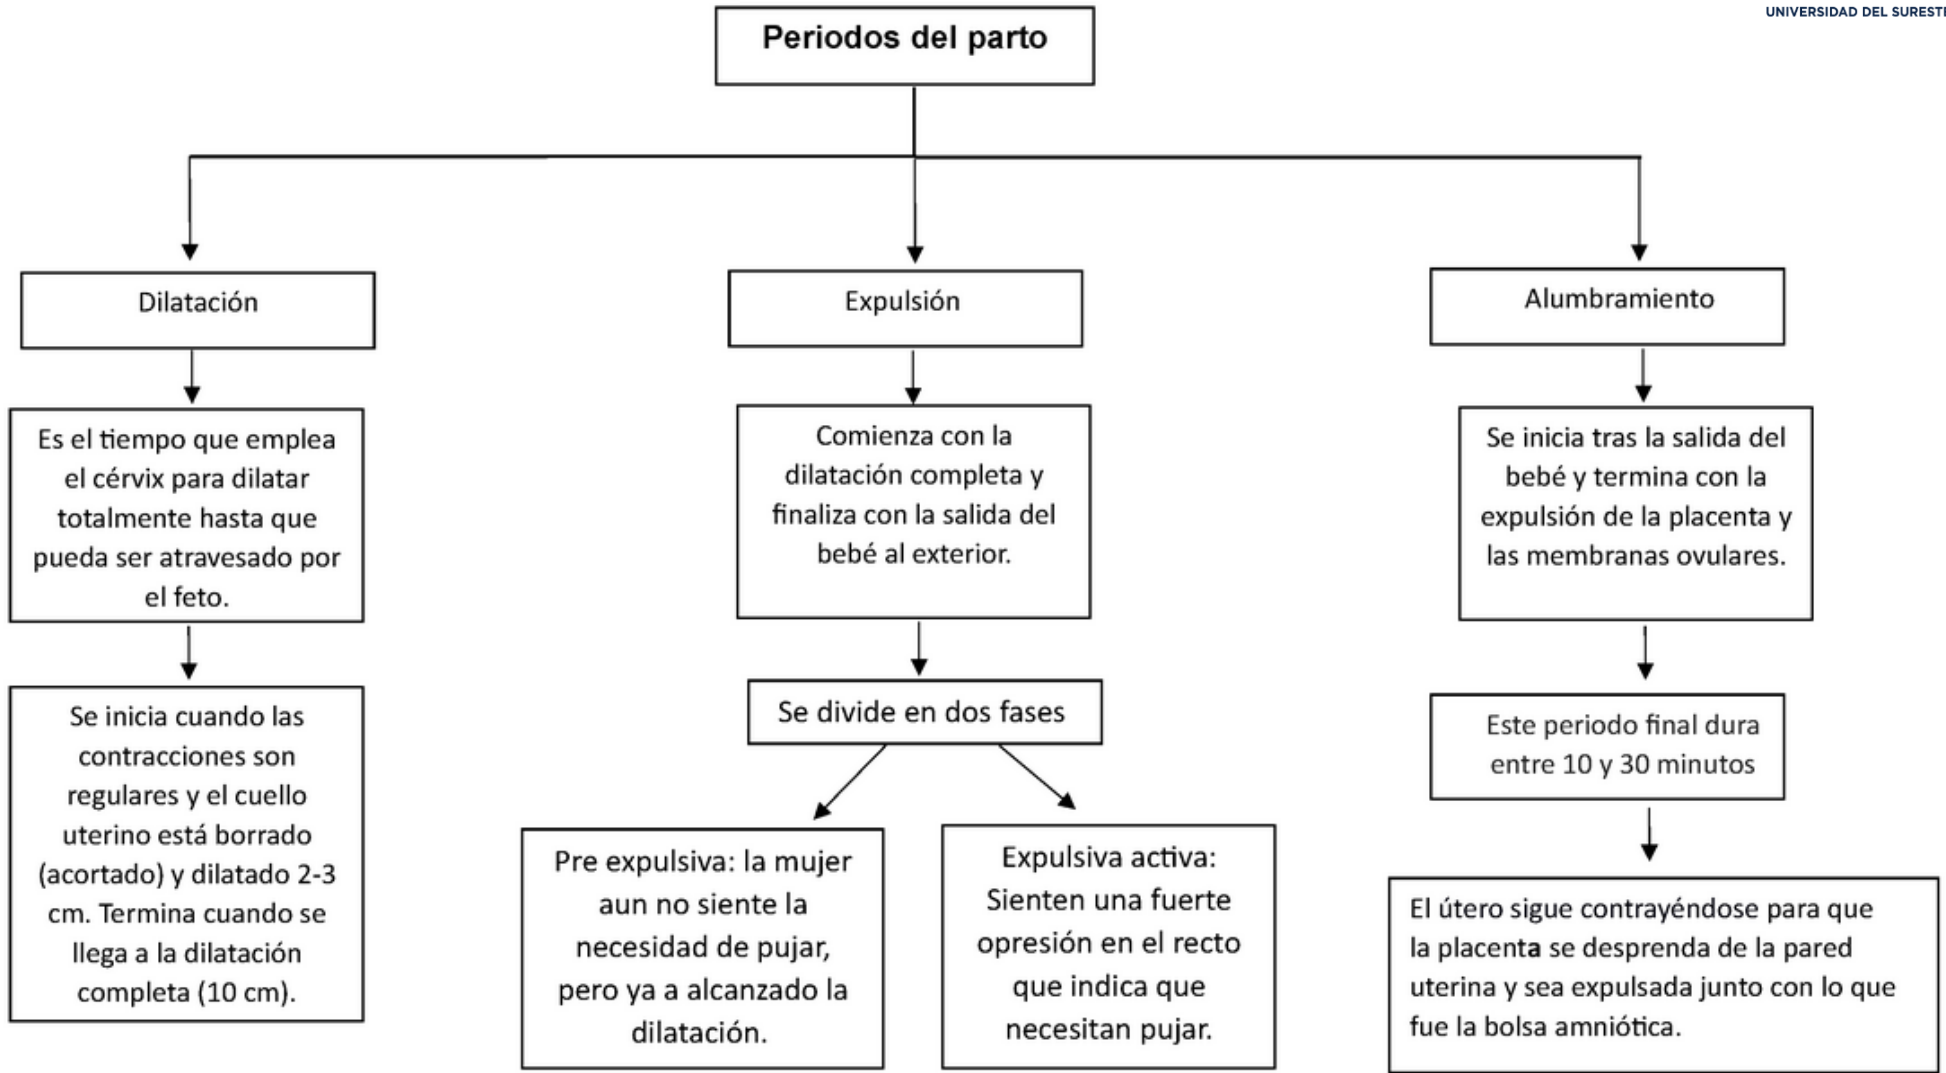 UNIVERSIDAD DEL SURESTE
Periodos del parto
Dilatación
Expulsión
Alumbramiento
Es el tiempo que emplea
el cérvix para dilatar
totalmente hasta que
pueda ser atravesado por
el feto.
Comienza con la
dilatación completa y
finaliza con la salida del
bebé al exterior.
Se inicia tras la salida del
bebé y termina con la
expulsión de la placenta y
las membranas ovulares.
Se inicia cuando las
contracciones son
regulares y el cuello
uterino está borrado
(acortado) y dilatado 2-3
cm. Termina cuando se
llega a la dilatación
completa (10 cm).
Se divide en dos fases
Pre expulsiva: la mujer
aun no siente la
necesidad de pujar,
pero ya a alcanzado la
dilatación.
Expulsiva activa:
Sienten una fuerte
opresión en el recto
que indica que
necesitan pujar.
Este periodo final dura
entre 10 y 30 minutos
El útero sigue contrayéndose para que
la placenta se desprenda de la pared
uterina y sea expulsada junto con lo que
fue la bolsa amniótica.